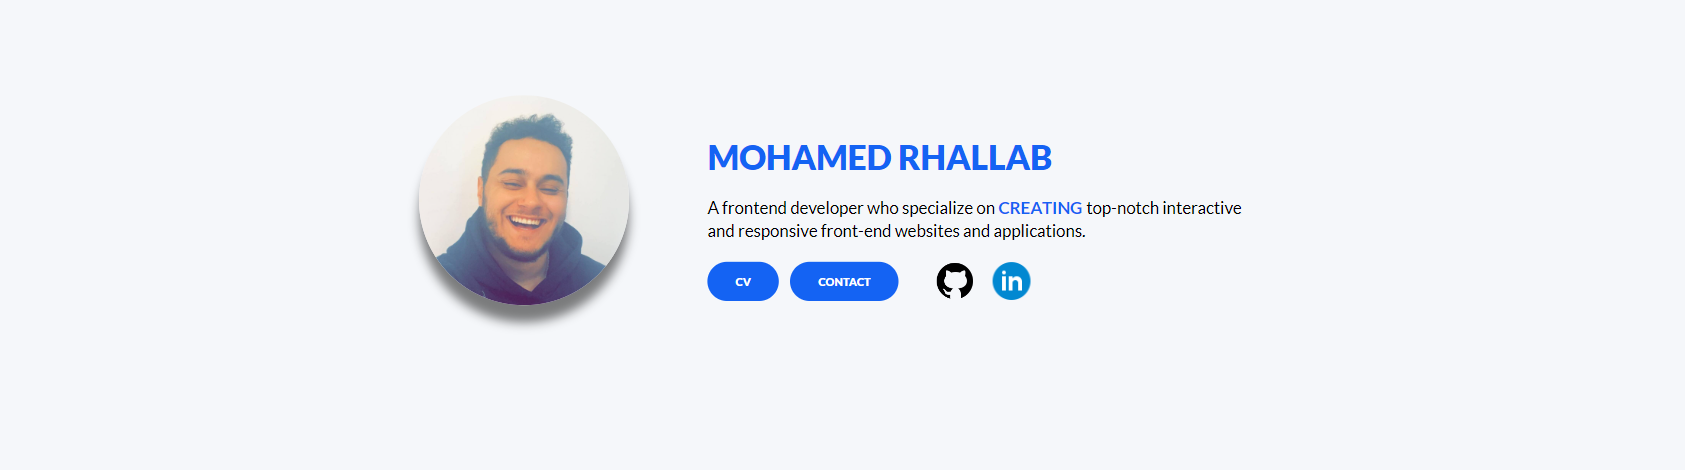 MOHAMED RHALLAB
A frontend developer who specialize on CREATING top-notch interactive
and responsive front-end websites and applications.
CV CONTACT in